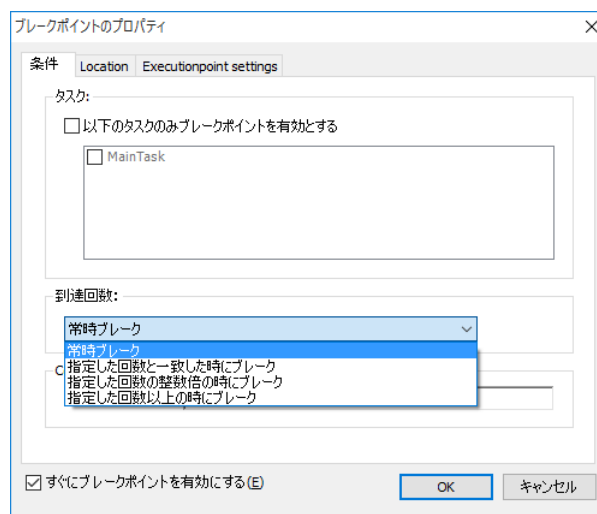 ブレークポイントのプロパティ
条件 Location Executionpoint settings
タスク:
以下のタスクのみブレークポイントを有効とする
MainTask
到達回数:
常時ブレーク
常時ブレーク
指定した回数と一致した時にブレーク
指定した回数の整数倍の時にブレーク
指定した回数以上の時にブレーク
すぐにブレークポイントを有効にする(E)
OK キャンセル